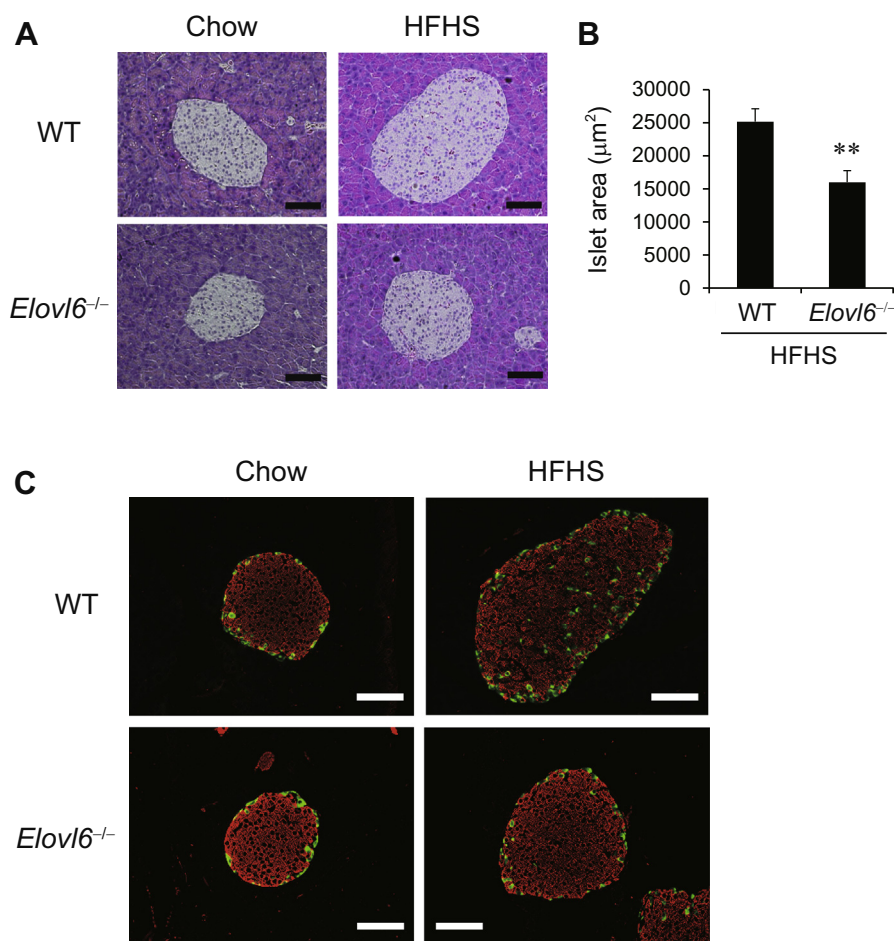 A
Chow
HFHS
WT
Elovl6−/−
B
Islet area (μm2)
30000
25000
20000
15000
10000
5000
0
**
WT
Elovl6−/−
HFHS
C
Chow
HFHS
WT
Elovl6−/−